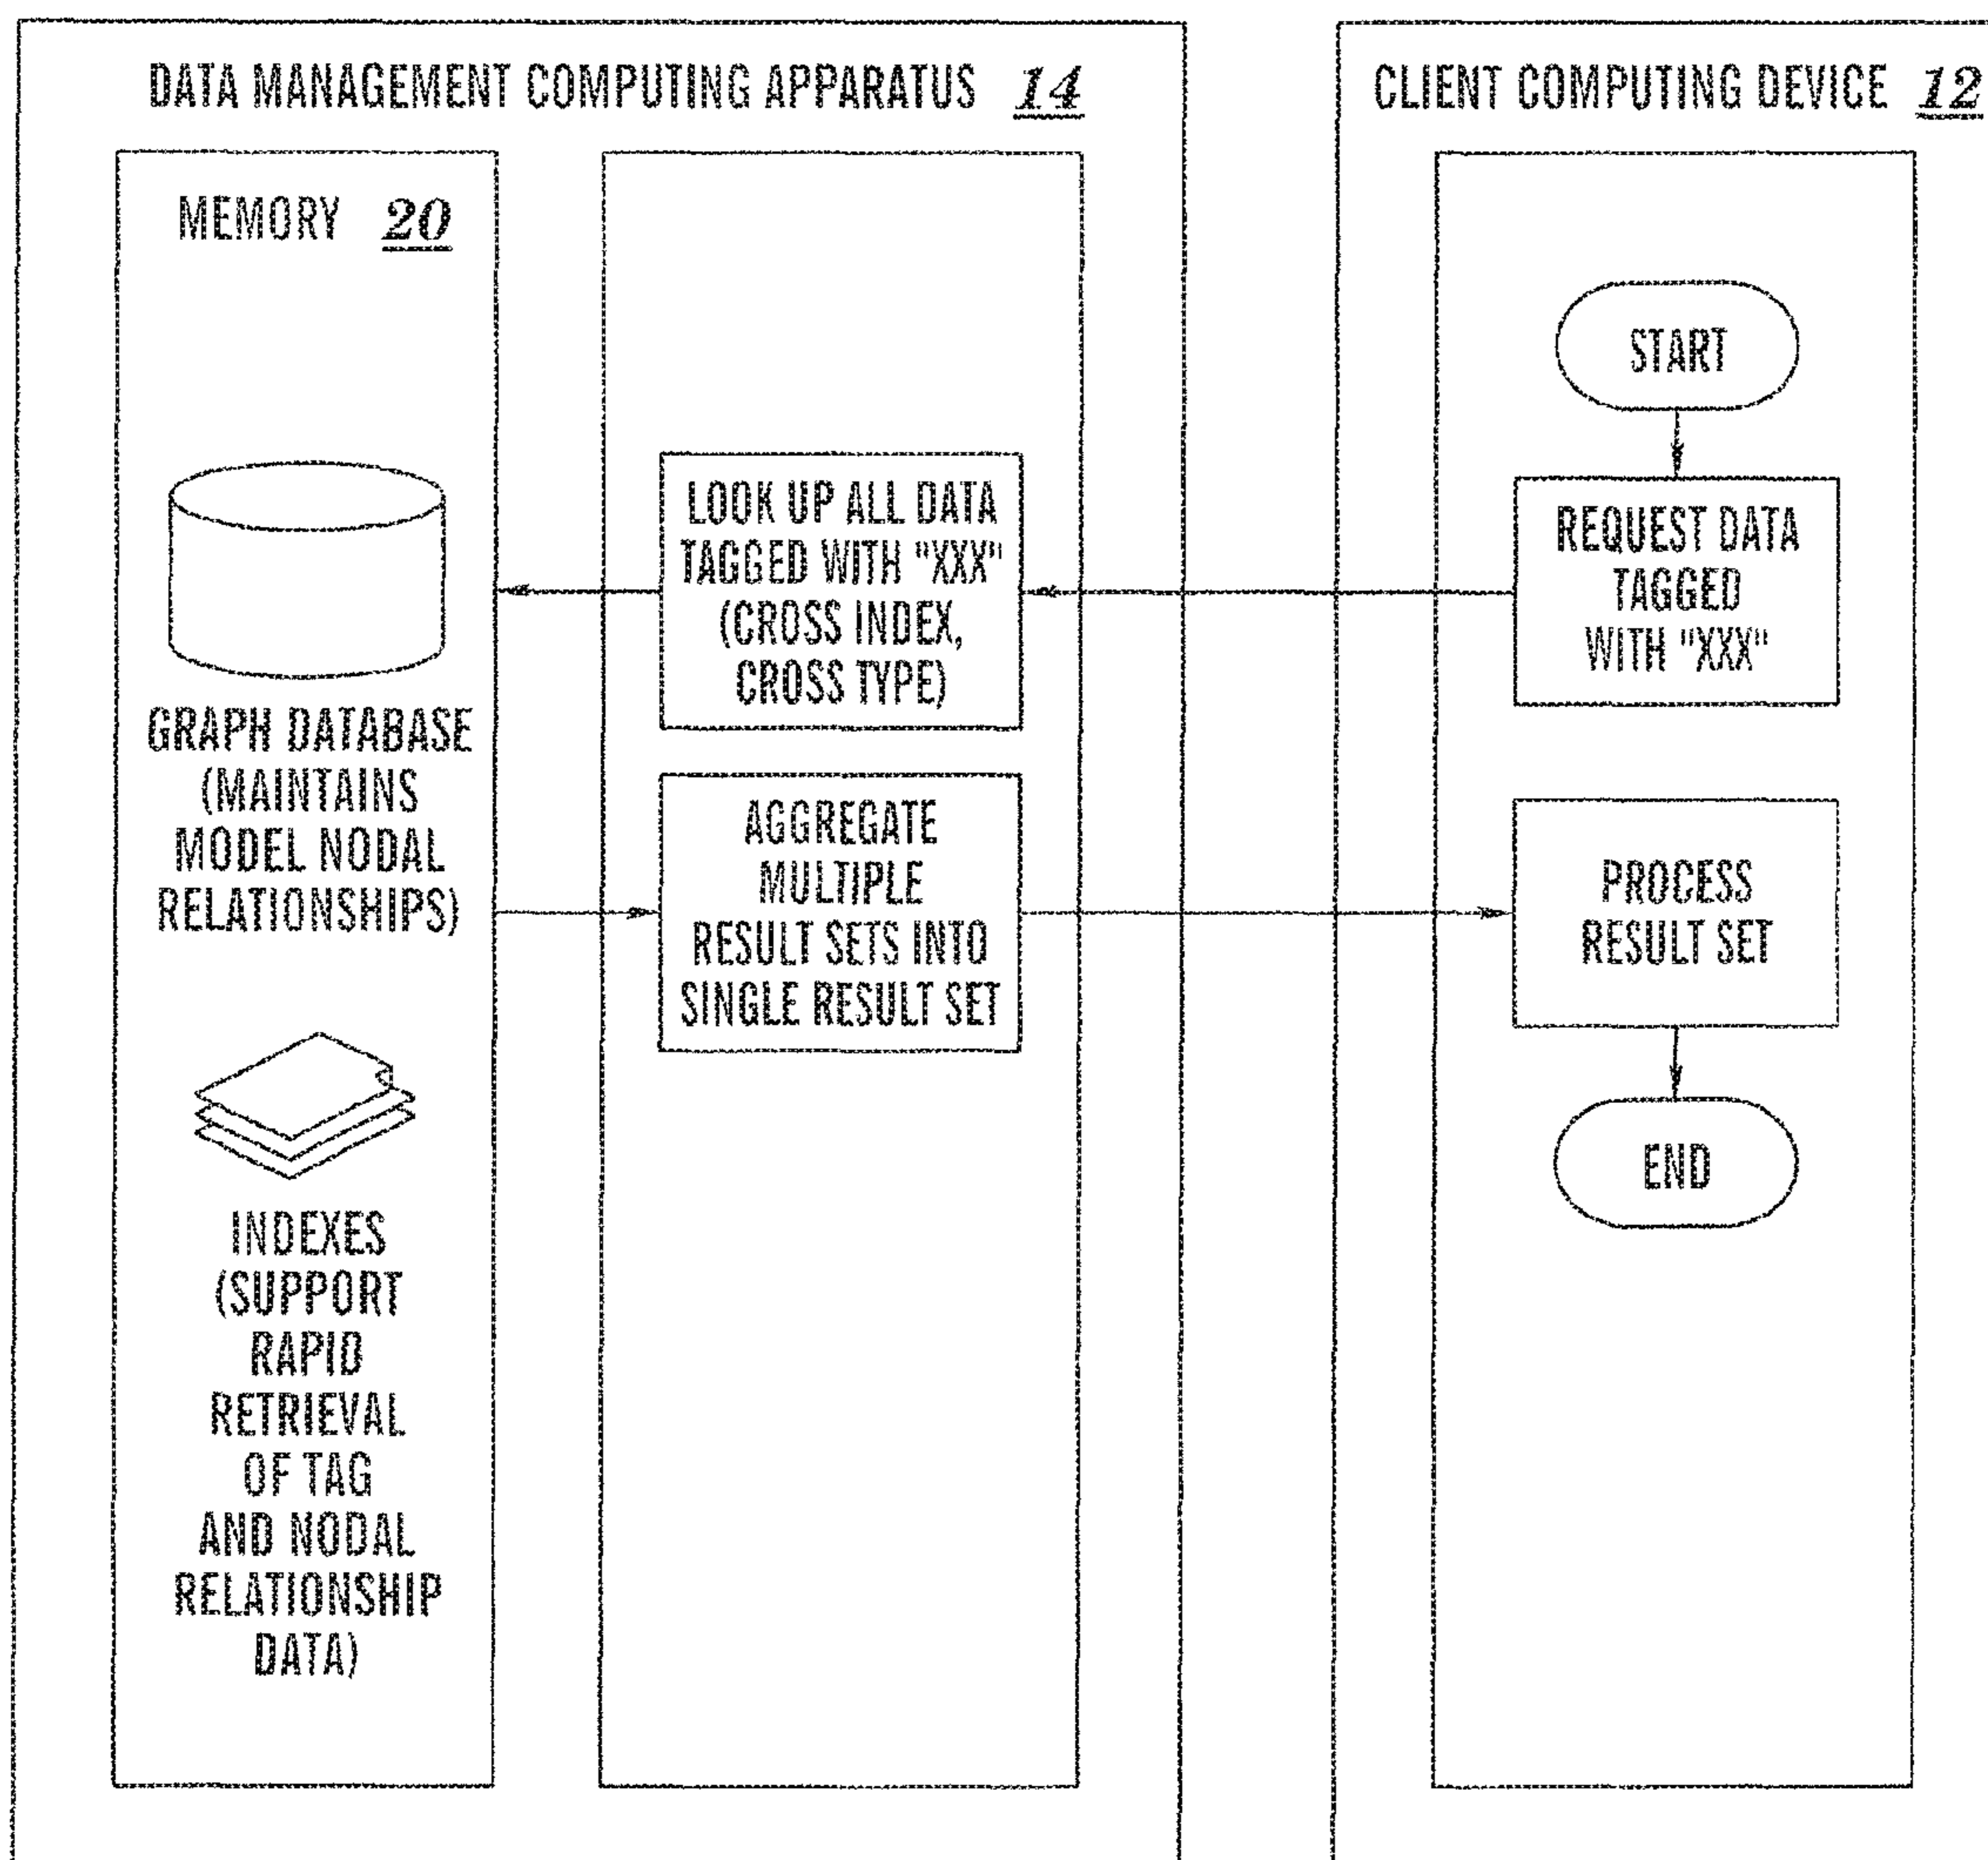 DATA MANAGEMENT COMPUTING APPARATUS 14
MEMORY 20
GRAPH DATABASE
(MAINTAINS
MODEL NODAL
RELATIONSHIPS)
INDEXES
(SUPPORT
RAPID
RETRIEVAL
OF TAG
AND NODAL
RELATIONSHIP
DATA)
LOOK UP ALL DATA
TAGGED WITH "XXX"
(CROSS INDEX,
CROSS TYPE)
AGGREGATE
MULTIPLE
RESULT SETS INTO
SINGLE RESULT SET
CLIENT COMPUTING DEVICE 12
START
REQUEST DATA
TAGGED
WITH "XXX"
PROCESS
RESULT SET
END